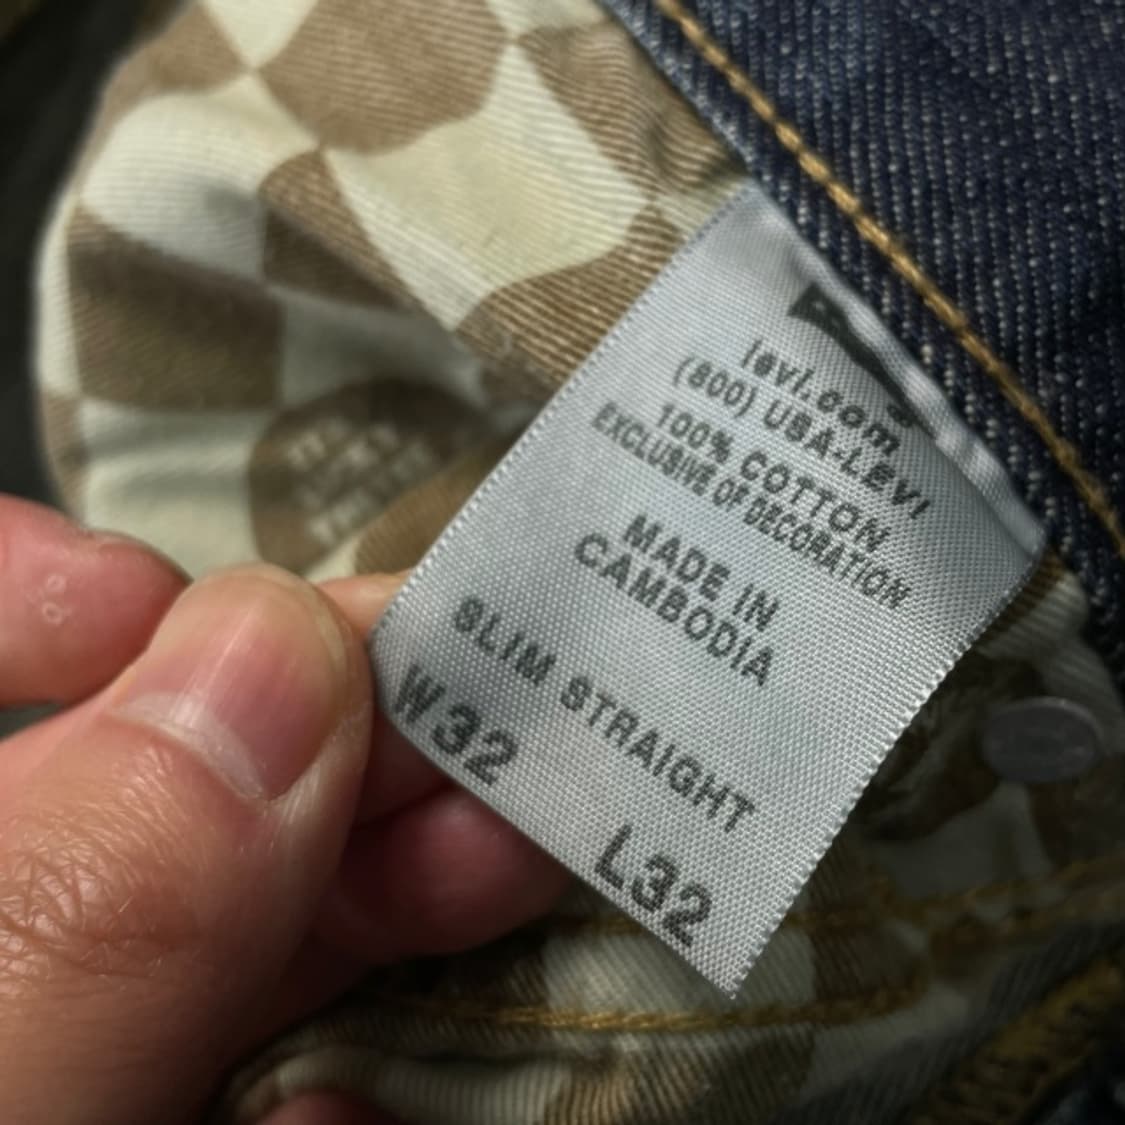 levi.com
(800) USA-LEVI
100% COTTON
EXCLUSIVE OF DECORATION
MADE IN
CAMBODIA
SLIM STRAIGHT
W32
L32